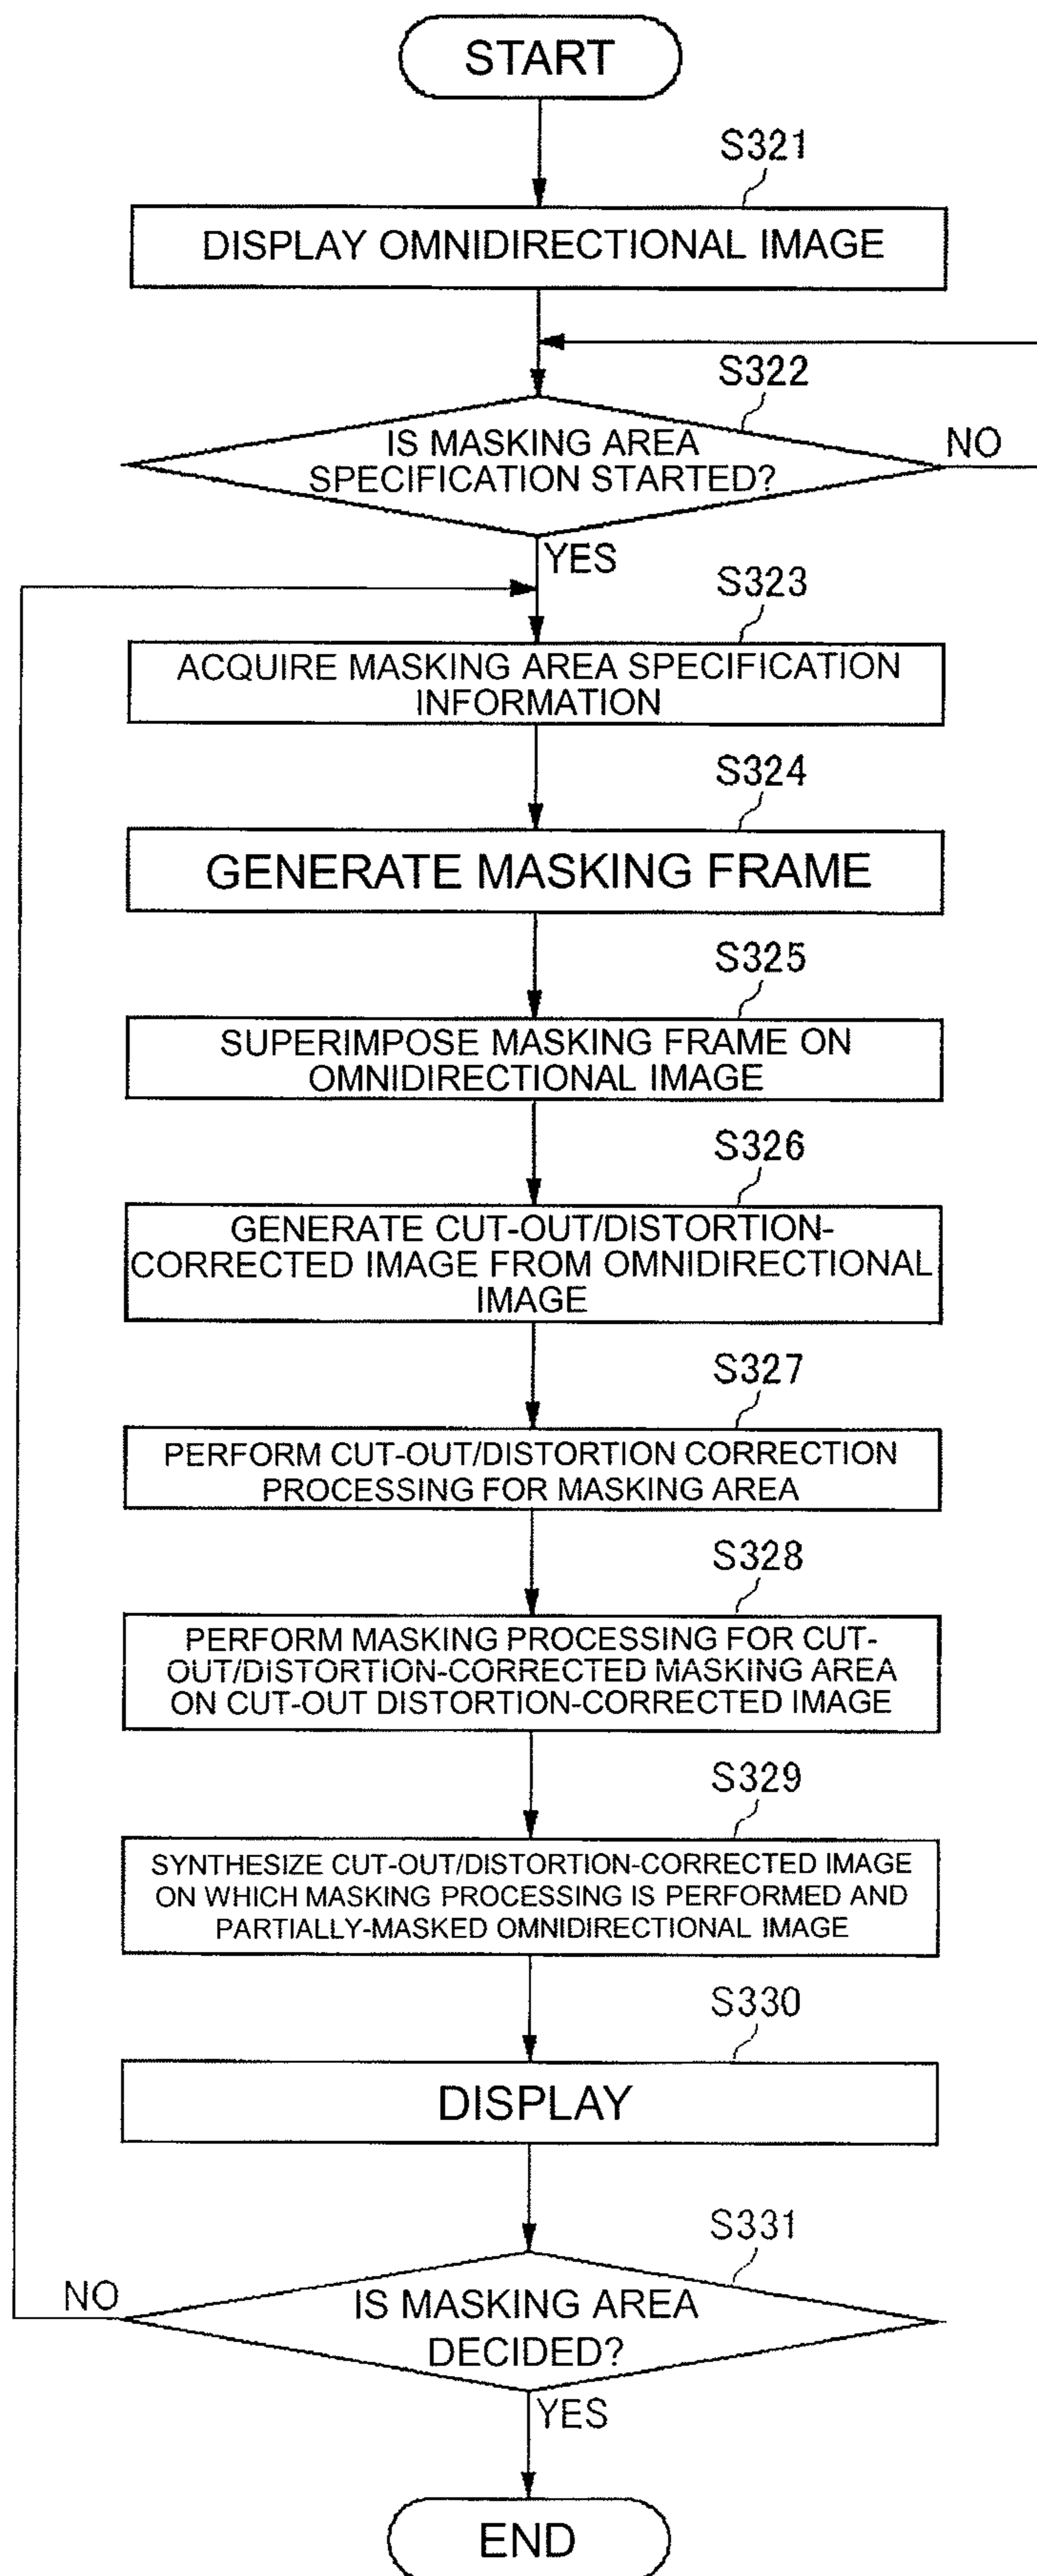 START
S321
DISPLAY OMNIDIRECTIONAL IMAGE
S322
IS MASKING AREA
SPECIFICATION STARTED?
NO
YES
S323
ACQUIRE MASKING AREA SPECIFICATION
INFORMATION
S324
GENERATE MASKING FRAME
S325
SUPERIMPOSE MASKING FRAME ON
OMNIDIRECTIONAL IMAGE
S326
GENERATE CUT-OUT/DISTORTION-
CORRECTED IMAGE FROM OMNIDIRECTIONAL
IMAGE
S327
PERFORM CUT-OUT/DISTORTION CORRECTION
PROCESSING FOR MASKING AREA
S328
PERFORM MASKING PROCESSING FOR CUT-
OUT/DISTORTION-CORRECTED MASKING AREA
ON CUT-OUT DISTORTION-CORRECTED IMAGE
S329
SYNTHESIZE CUT-OUT/DISTORTION-CORRECTED IMAGE
ON WHICH MASKING PROCESSING IS PERFORMED AND
PARTIALLY-MASKED OMNIDIRECTIONAL IMAGE
S330
DISPLAY
S331
NO
IS MASKING AREA
DECIDED?
YES
END